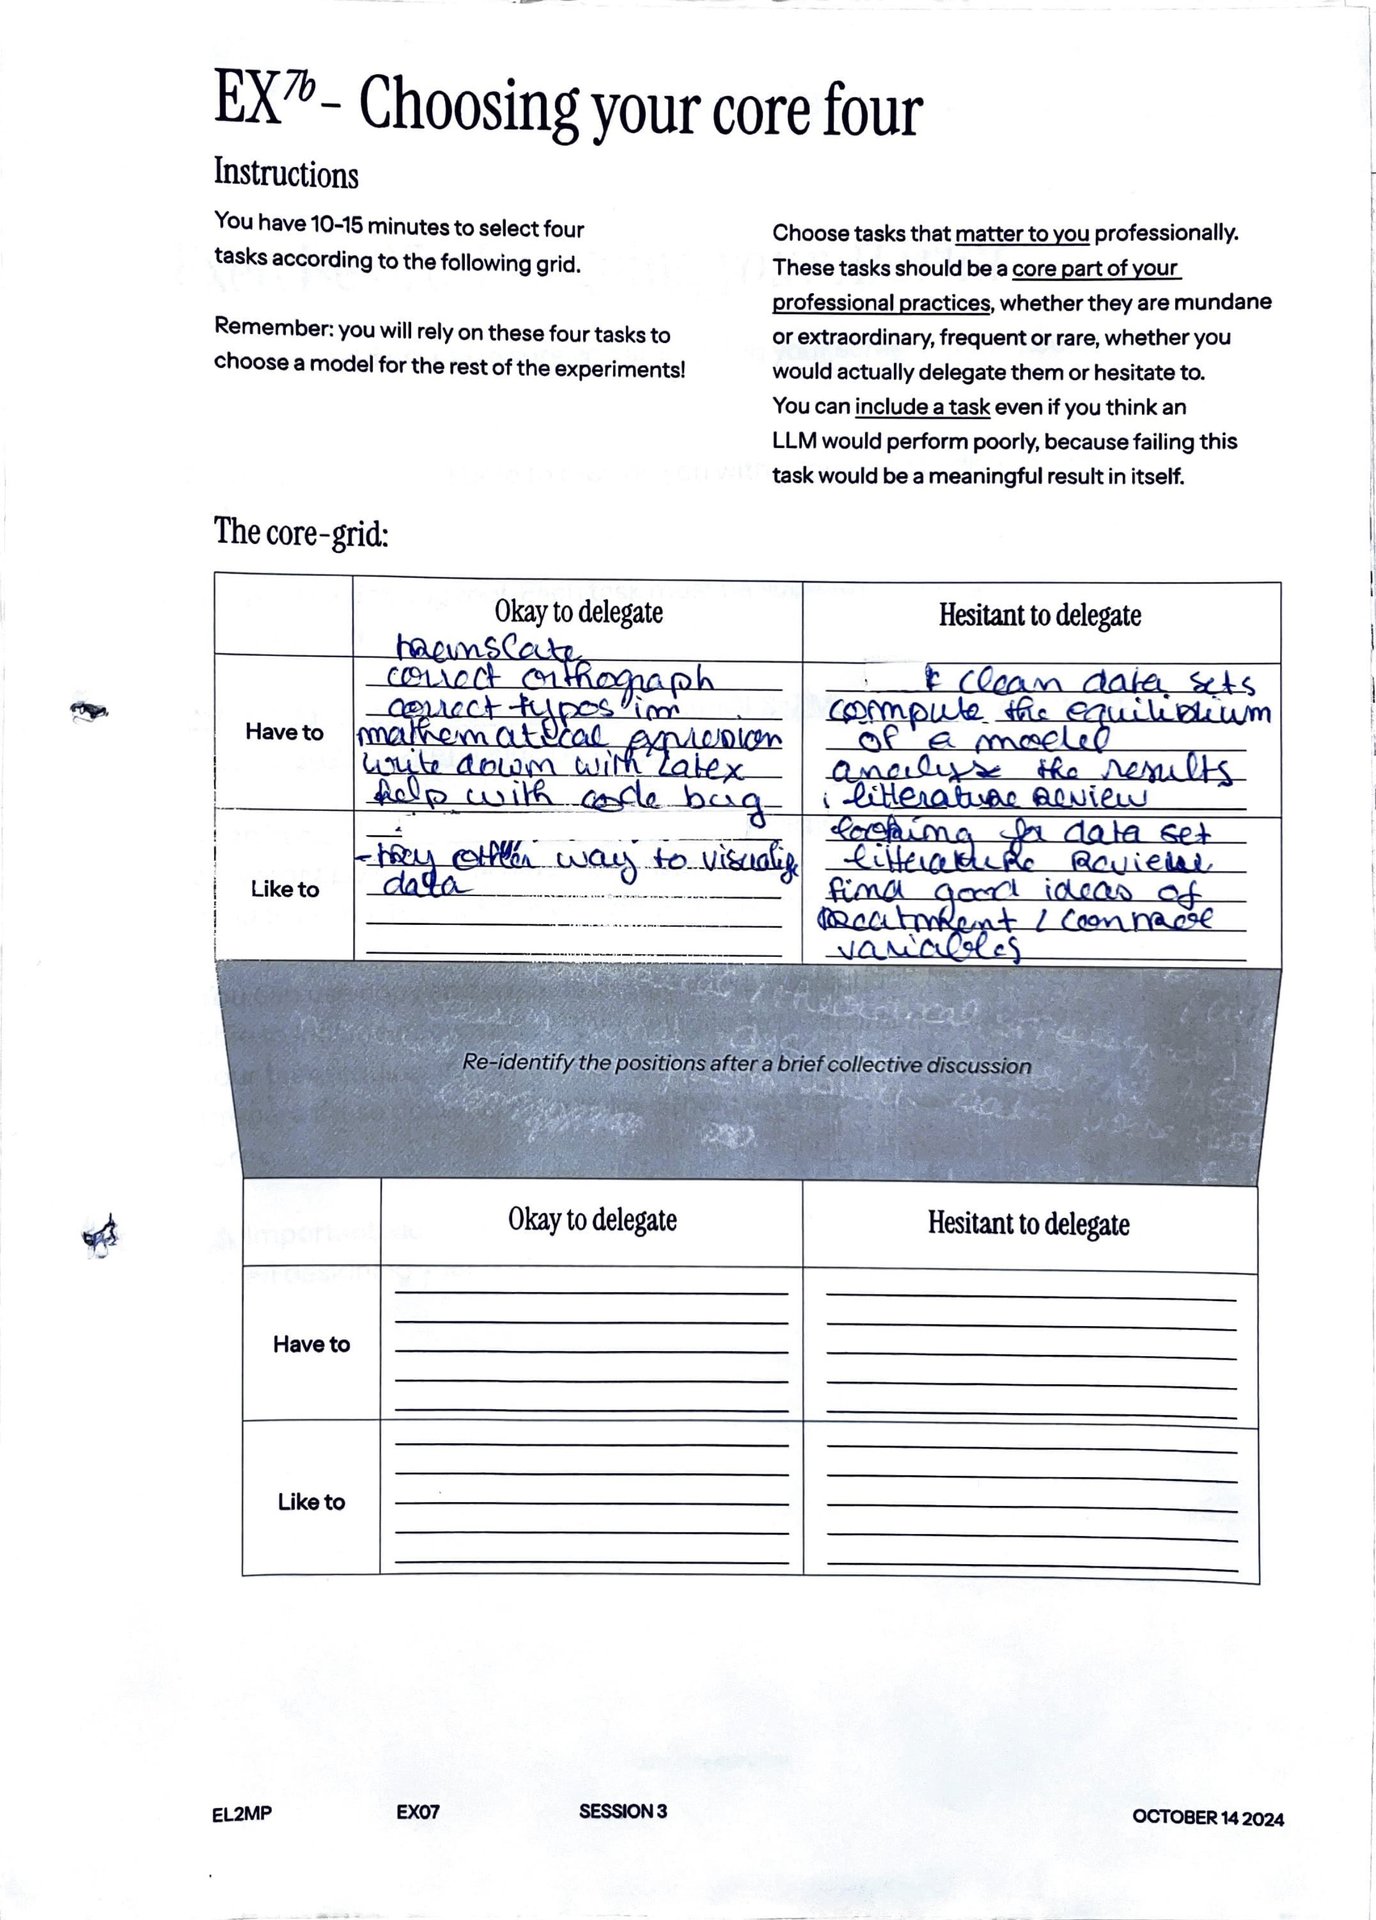 EX7b - Choosing your core four
Instructions
You have 10-15 minutes to select four
tasks according to the following grid.
Remember: you will rely on these four tasks to
choose a model for the rest of the experiments!
Choose tasks that matter to you professionally.
These tasks should be a core part of your
professional practices, whether they are mundane
or extraordinary, frequent or rare, whether you
would actually delegate them or hesitate to.
You can include a task even if you think an
LLM would perform poorly, because failing this
task would be a meaningful result in itself.
The core-grid:
Okay to delegate
Hesitant to delegate
Have to
translate
correct orthograph
correct typos in
mathematical expression
write down with latex
help with code bug
clean data sets
compute the equilibrium
of a model
analyse the results
litterature review
Like to
- try other way to visualize
data
looking for data set
litterature review
find good ideas of
/ control
variables
Re-identify the positions after a brief collective discussion
Okay to delegate
Hesitant to delegate
Have to
Like to
EL2MP
EX07
SESSION 3
OCTOBER 14 2024